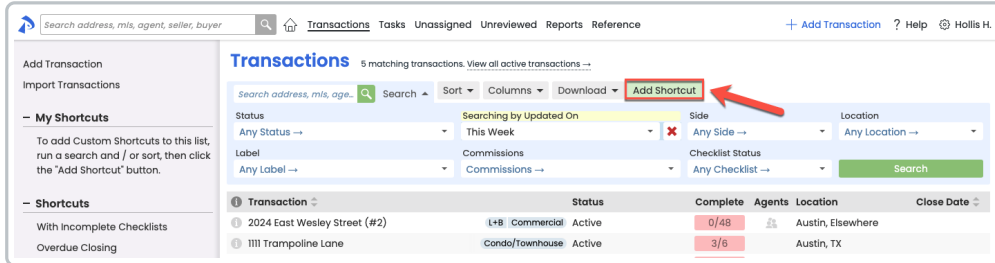 Search address, mls, agent, seller, buyer
Transactions Tasks Unassigned Unreviewed Reports Reference
+ Add Transaction ? Help Hollis H.
Add Transaction
Import Transactions
– My Shortcuts
To add Custom Shortcuts to this list,
run a search and / or sort, then click
the "Add Shortcut" button.
– Shortcuts
With Incomplete Checklists
Overdue Closing
Transactions 5 matching transactions. View all active transactions →
Search address, mls, age.. Search ▲ Sort ▼ Columns ▼ Download ▼ Add Shortcut
Status Searching by Updated On Side Location
Any Status → This Week Any Side → Any Location →
Label Commissions Checklist Status
Any Label → Commissions → Any Checklist → Search
Transaction Status Complete Agents Location Close Date
2024 East Wesley Street (#2) L+B Commercial Active 0/48 Austin, Elsewhere
1111 Trampoline Lane Condo/Townhouse Active 3/6 Austin, TX